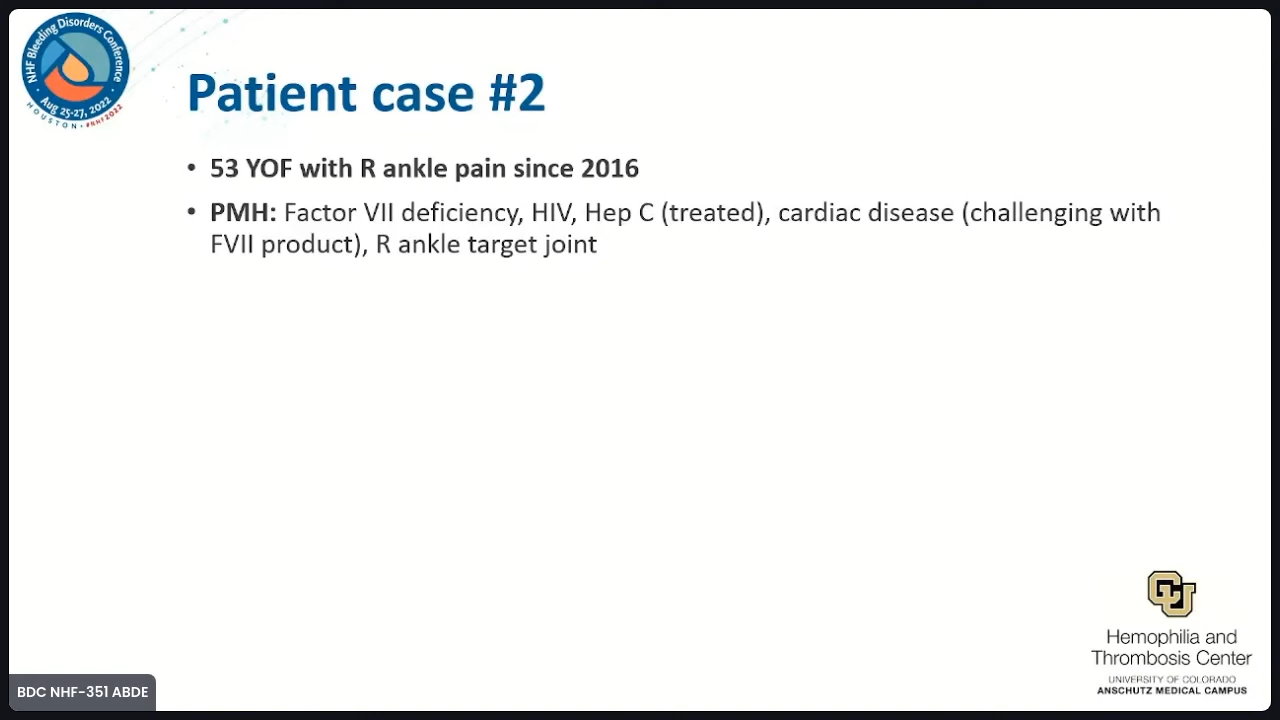 NHF Bleeding Disorders Conference
Aug 25-27, 2022
HOUSTON • #NHF2022
Patient case #2
• 53 YOF with R ankle pain since 2016
• PMH: Factor VII deficiency, HIV, Hep C (treated), cardiac disease (challenging with
FVII product), R ankle target joint
CU
Hemophilia and
Thrombosis Center
UNIVERSITY OF COLORADO
ANSCHUTZ MEDICAL CAMPUS
BDC NHF-351 ABDE